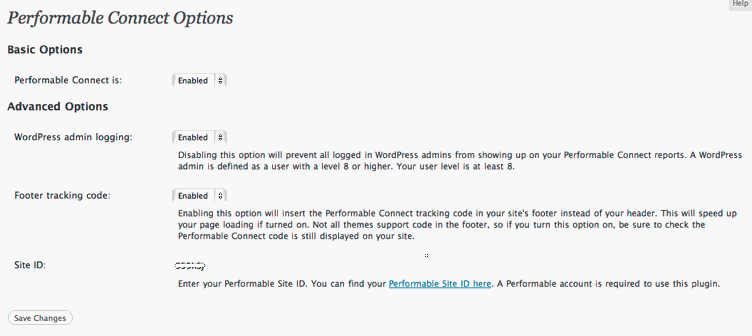 Help
Performable Connect Options
Basic Options
Performable Connect is: Enabled
Advanced Options
WordPress admin logging: Enabled
Disabling this option will prevent all logged in WordPress admins from showing up on your Performable Connect reports. A WordPress
admin is defined as a user with a level 8 or higher. Your user level is at least 8.
Footer tracking code: Enabled
Enabling this option will insert the Performable Connect tracking code in your site's footer instead of your header. This will speed up
your page loading if turned on. Not all themes support code in the footer, so if you turn this option on, be sure to check the
Performable Connect code is still displayed on your site.
Site ID:
Enter your Performable Site ID. You can find your Performable Site ID here. A Performable account is required to use this plugin.
Save Changes